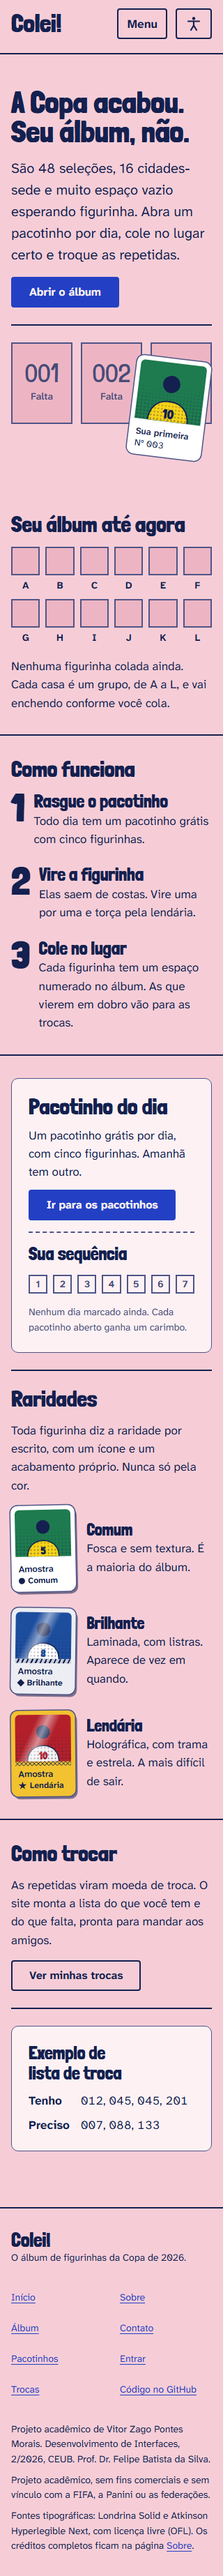 Colei!
Menu
A Copa acabou.
Seu álbum, não.
São 48 seleções, 16 cidades-
sede e muito espaço vazio
esperando figurinha. Abra um
pacotinho por dia, cole no lugar
certo e troque as repetidas.
Abrir o álbum
001
Falta
002
Falta
10
Sua primeira
Nº 003
Seu álbum até agora
A B C D E F
G H I J K L
Nenhuma figurinha colada ainda.
Cada casa é um grupo, de A a L, e vai
enchendo conforme você cola.
Como funciona
1 Rasgue o pacotinho
Todo dia tem um pacotinho grátis
com cinco figurinhas.
2 Vire a figurinha
Elas saem de costas. Vire uma
por uma e torça pela lendária.
3 Cole no lugar
Cada figurinha tem um espaço
numerado no álbum. As que
vierem em dobro vão para as
trocas.
Pacotinho do dia
Um pacotinho grátis por dia,
com cinco figurinhas. Amanhã
tem outro.
Ir para os pacotinhos
Sua sequência
1 2 3 4 5 6 7
Nenhum dia marcado ainda. Cada
pacotinho aberto ganha um carimbo.
Raridades
Toda figurinha diz a raridade por
escrito, com um ícone e um
acabamento próprio. Nunca só pela
cor.
5
Amostra
Comum
Comum
Fosca e sem textura. É
a maioria do álbum.
8
Amostra
Brilhante
Brilhante
Laminada, com listras.
Aparece de vez em
quando.
10
Amostra
Lendária
Lendária
Holográfica, com trama
e estrela. A mais difícil
de sair.
Como trocar
As repetidas viram moeda de troca. O
site monta a lista do que você tem e
do que falta, pronta para mandar aos
amigos.
Ver minhas trocas
Exemplo de
lista de troca
Tenho 012, 045, 045, 201
Preciso 007, 088, 133
Colei!
O álbum de figurinhas da Copa de 2026.
Início Sobre
Álbum Contato
Pacotinhos Entrar
Trocas Código no GitHub
Projeto acadêmico de Vitor Zago Pontes
Morais. Desenvolvimento de Interfaces,
2/2026, CEUB. Prof. Dr. Felipe Batista da Silva.
Projeto acadêmico, sem fins comerciais e sem
vínculo com a FIFA, a Panini ou as federações.
Fontes tipográficas: Londrina Solid e Atkinson
Hyperlegible Next, com licença livre (OFL). Os
créditos completos ficam na página Sobre.